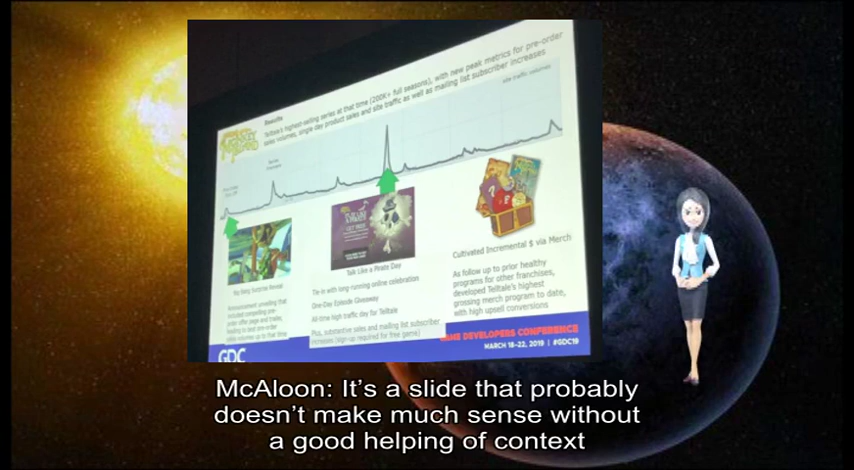 Results
Telltale's highest-selling series at that time (200K+ full seasons), with new peak metrics for pre-order
sales volumes, single day product sales and site traffic as well as mailing list subscriber increases
site traffic volumes
Talk Like a Pirate Day
Tie-in with long-running online celebration
One-Day Episode Giveaway
All-time high traffic day for Telltale
Plus, substantive sales and mailing list subscriber
increases (sign-up required for free game)
Cultivated Incremental $ via Merch
As follow up to prior healthy
programs for other franchises,
developed Telltale's highest
grossing merch program to date,
with high upsell conversions
GDC
GAME DEVELOPERS CONFERENCE
MARCH 18-22, 2019 | #GDC19
McAloon: It's a slide that probably
doesn't make much sense without
a good helping of context